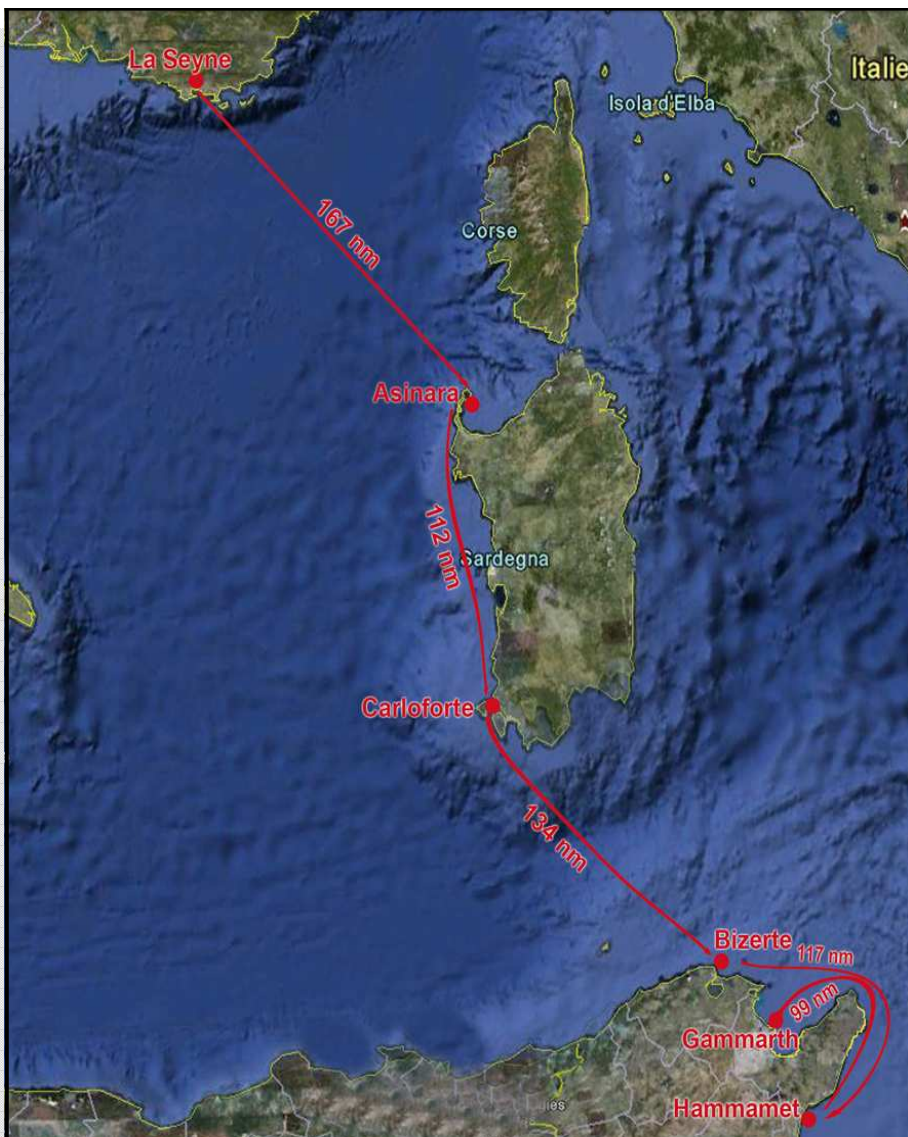 La Seyne
Italie
Isola d'Elba
167 nm
Corse
Asinara
112 nm
Sardegna
Carloforte
134 nm
Bizerte
117 nm
99 nm
Gammarth
Hammamet
ies